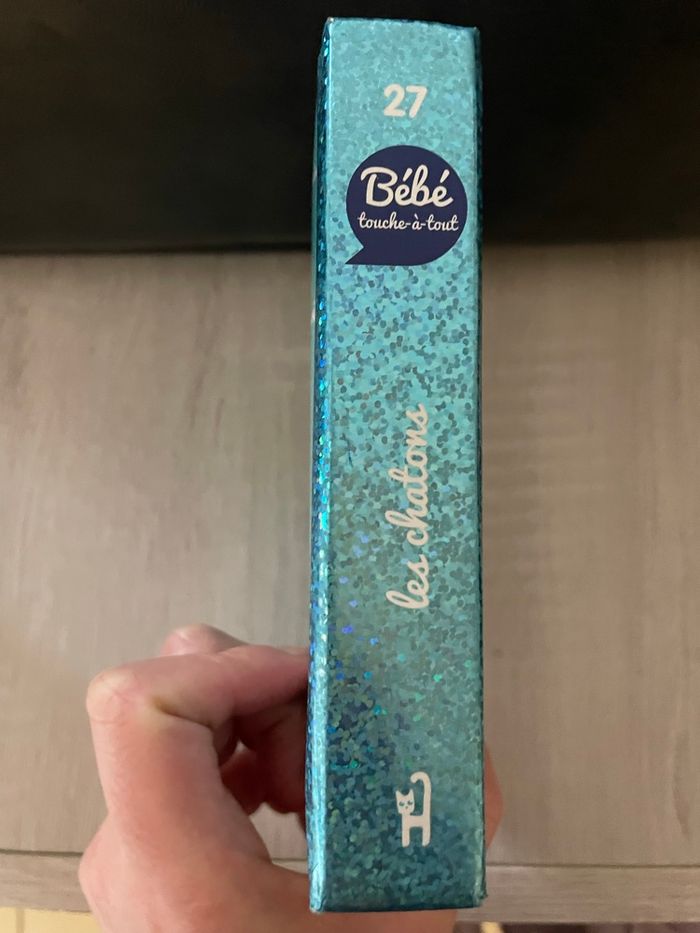 27
Bébé
touche-à-tout
les chatons